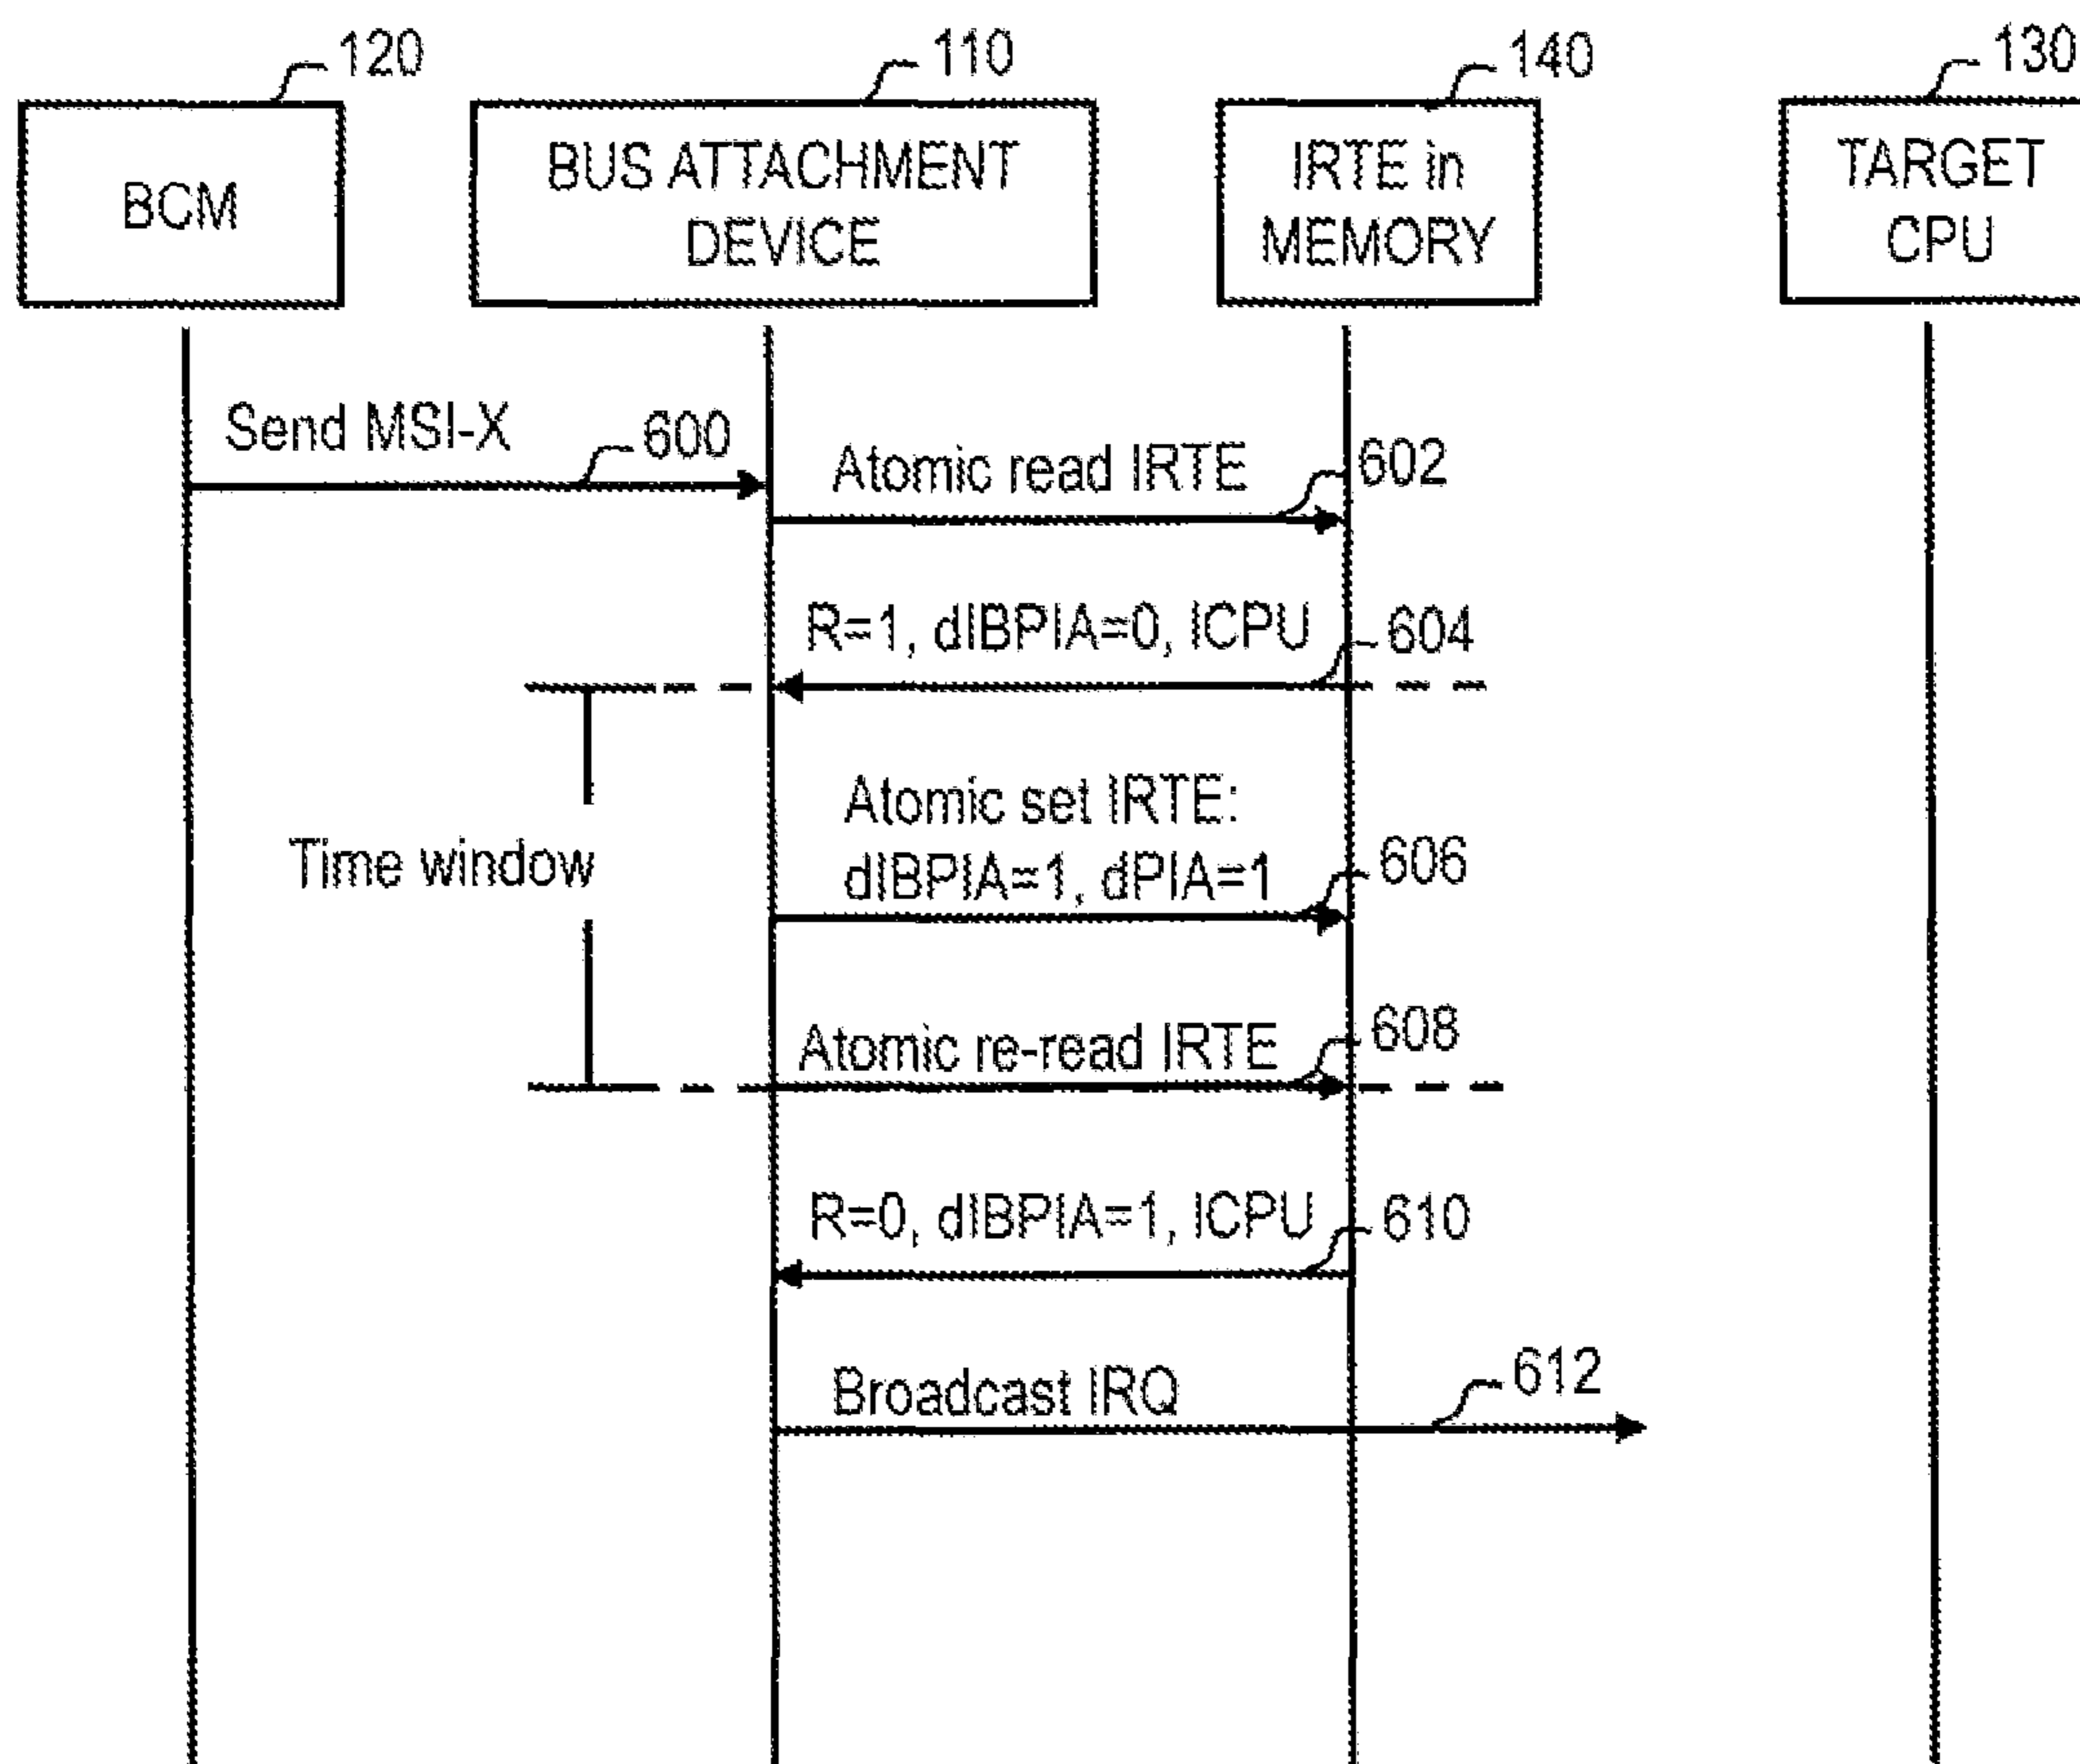 120
110
140
130
BCM
BUS ATTACHMENT
DEVICE
IRTE in
MEMORY
TARGET
CPU
Send MSI-X
600
Atomic read IRTE
602
R=1, dIBPIA=0, ICPU
604
Time window
Atomic set IRTE:
dIBPIA=1, dPIA=1
606
Atomic re-read IRTE
608
R=0, dIBPIA=1, ICPU
610
Broadcast IRQ
612